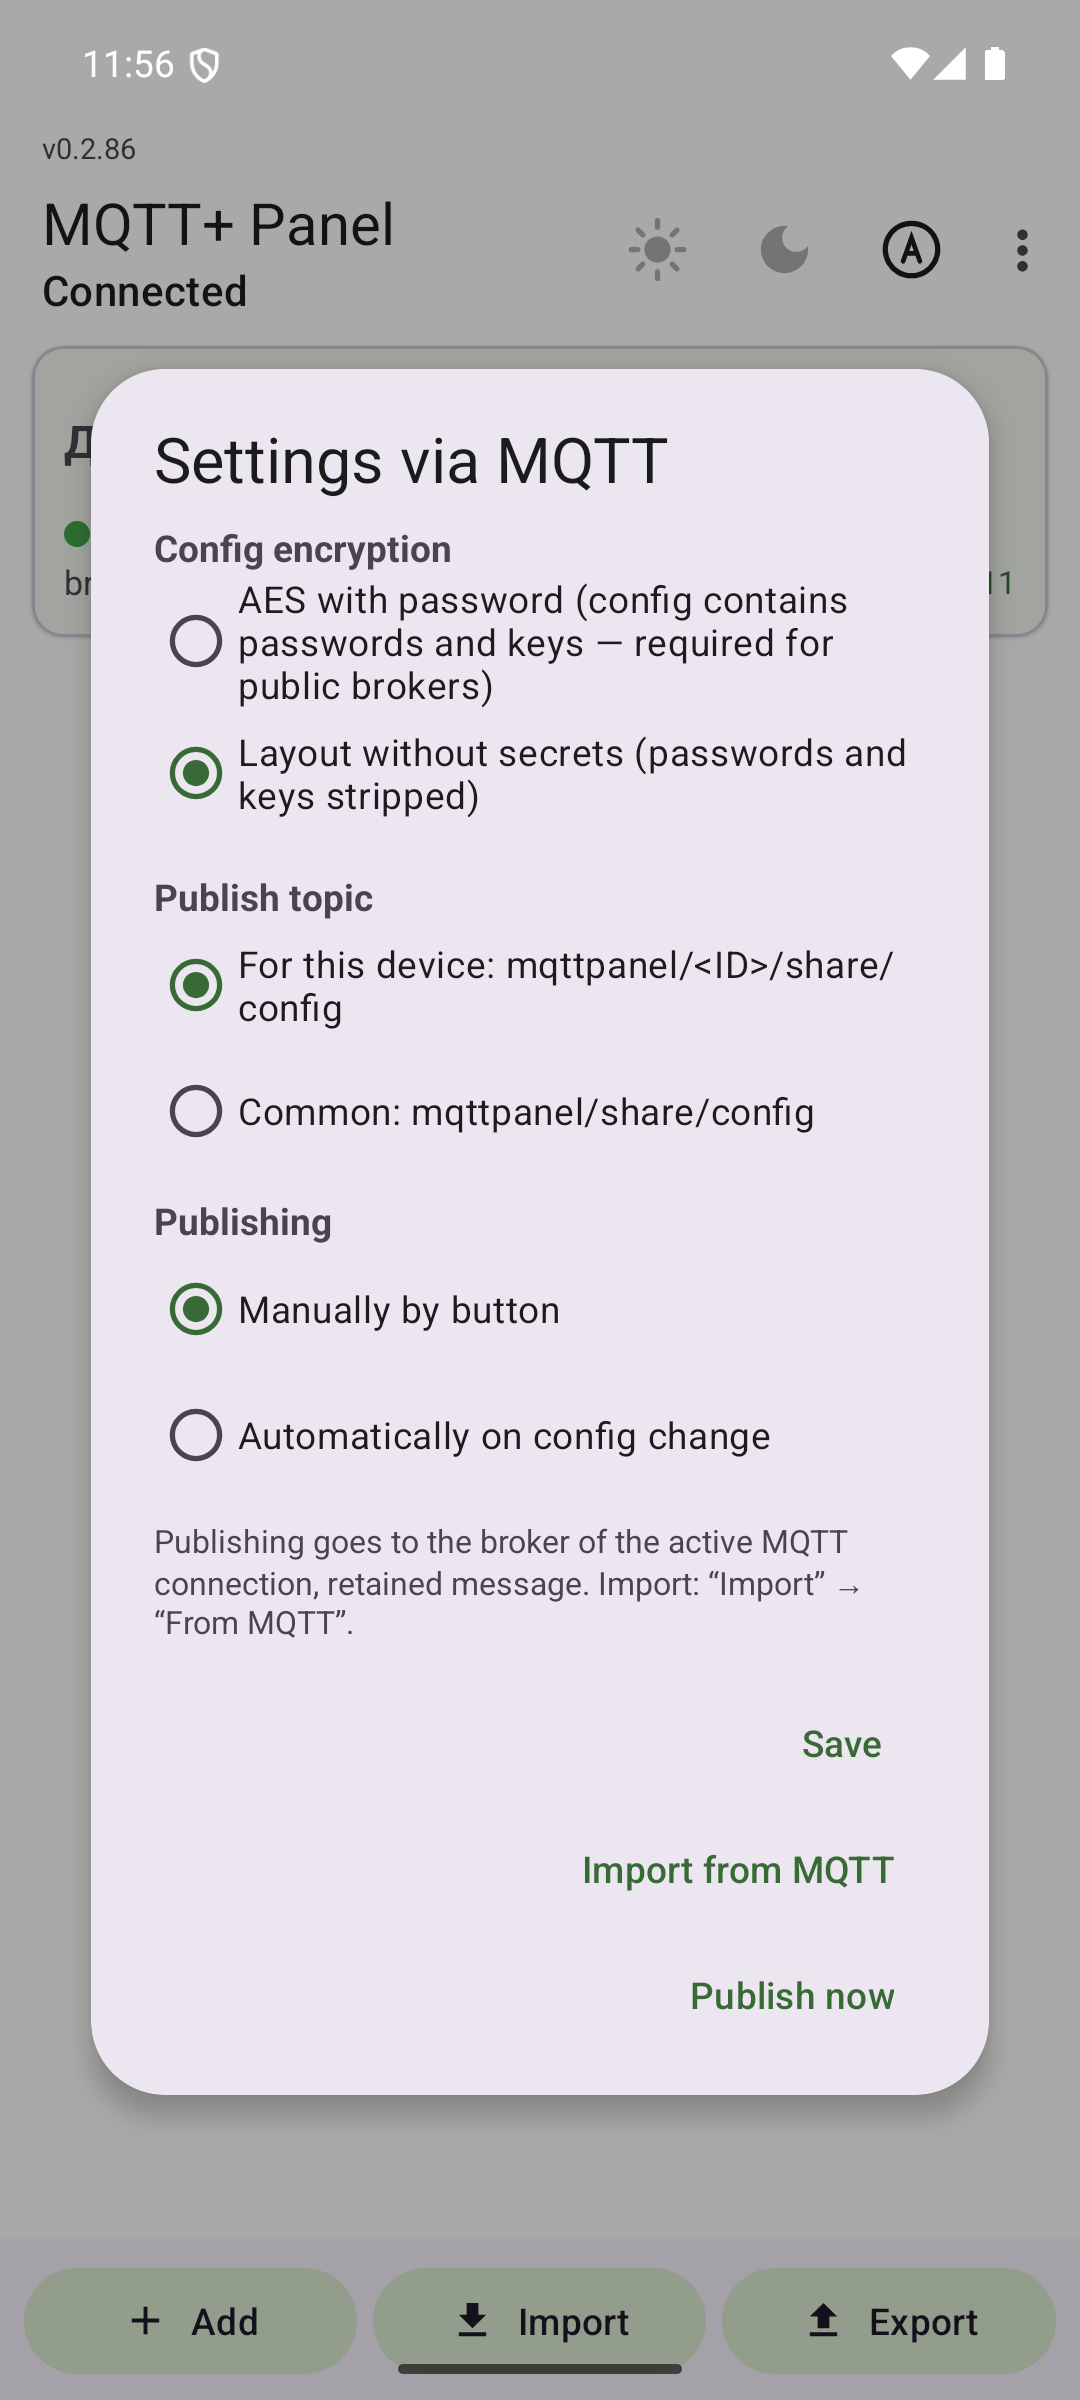 11:56
v0.2.86
MQTT+ Panel
Connected
Settings via MQTT
Config encryption
AES with password (config contains
passwords and keys — required for
public brokers)
Layout without secrets (passwords and
keys stripped)
Publish topic
For this device: mqttpanel/<ID>/share/
config
Common: mqttpanel/share/config
Publishing
Manually by button
Automatically on config change
Publishing goes to the broker of the active MQTT
connection, retained message. Import: “Import” →
“From MQTT”.
Save
Import from MQTT
Publish now
Add
Import
Export